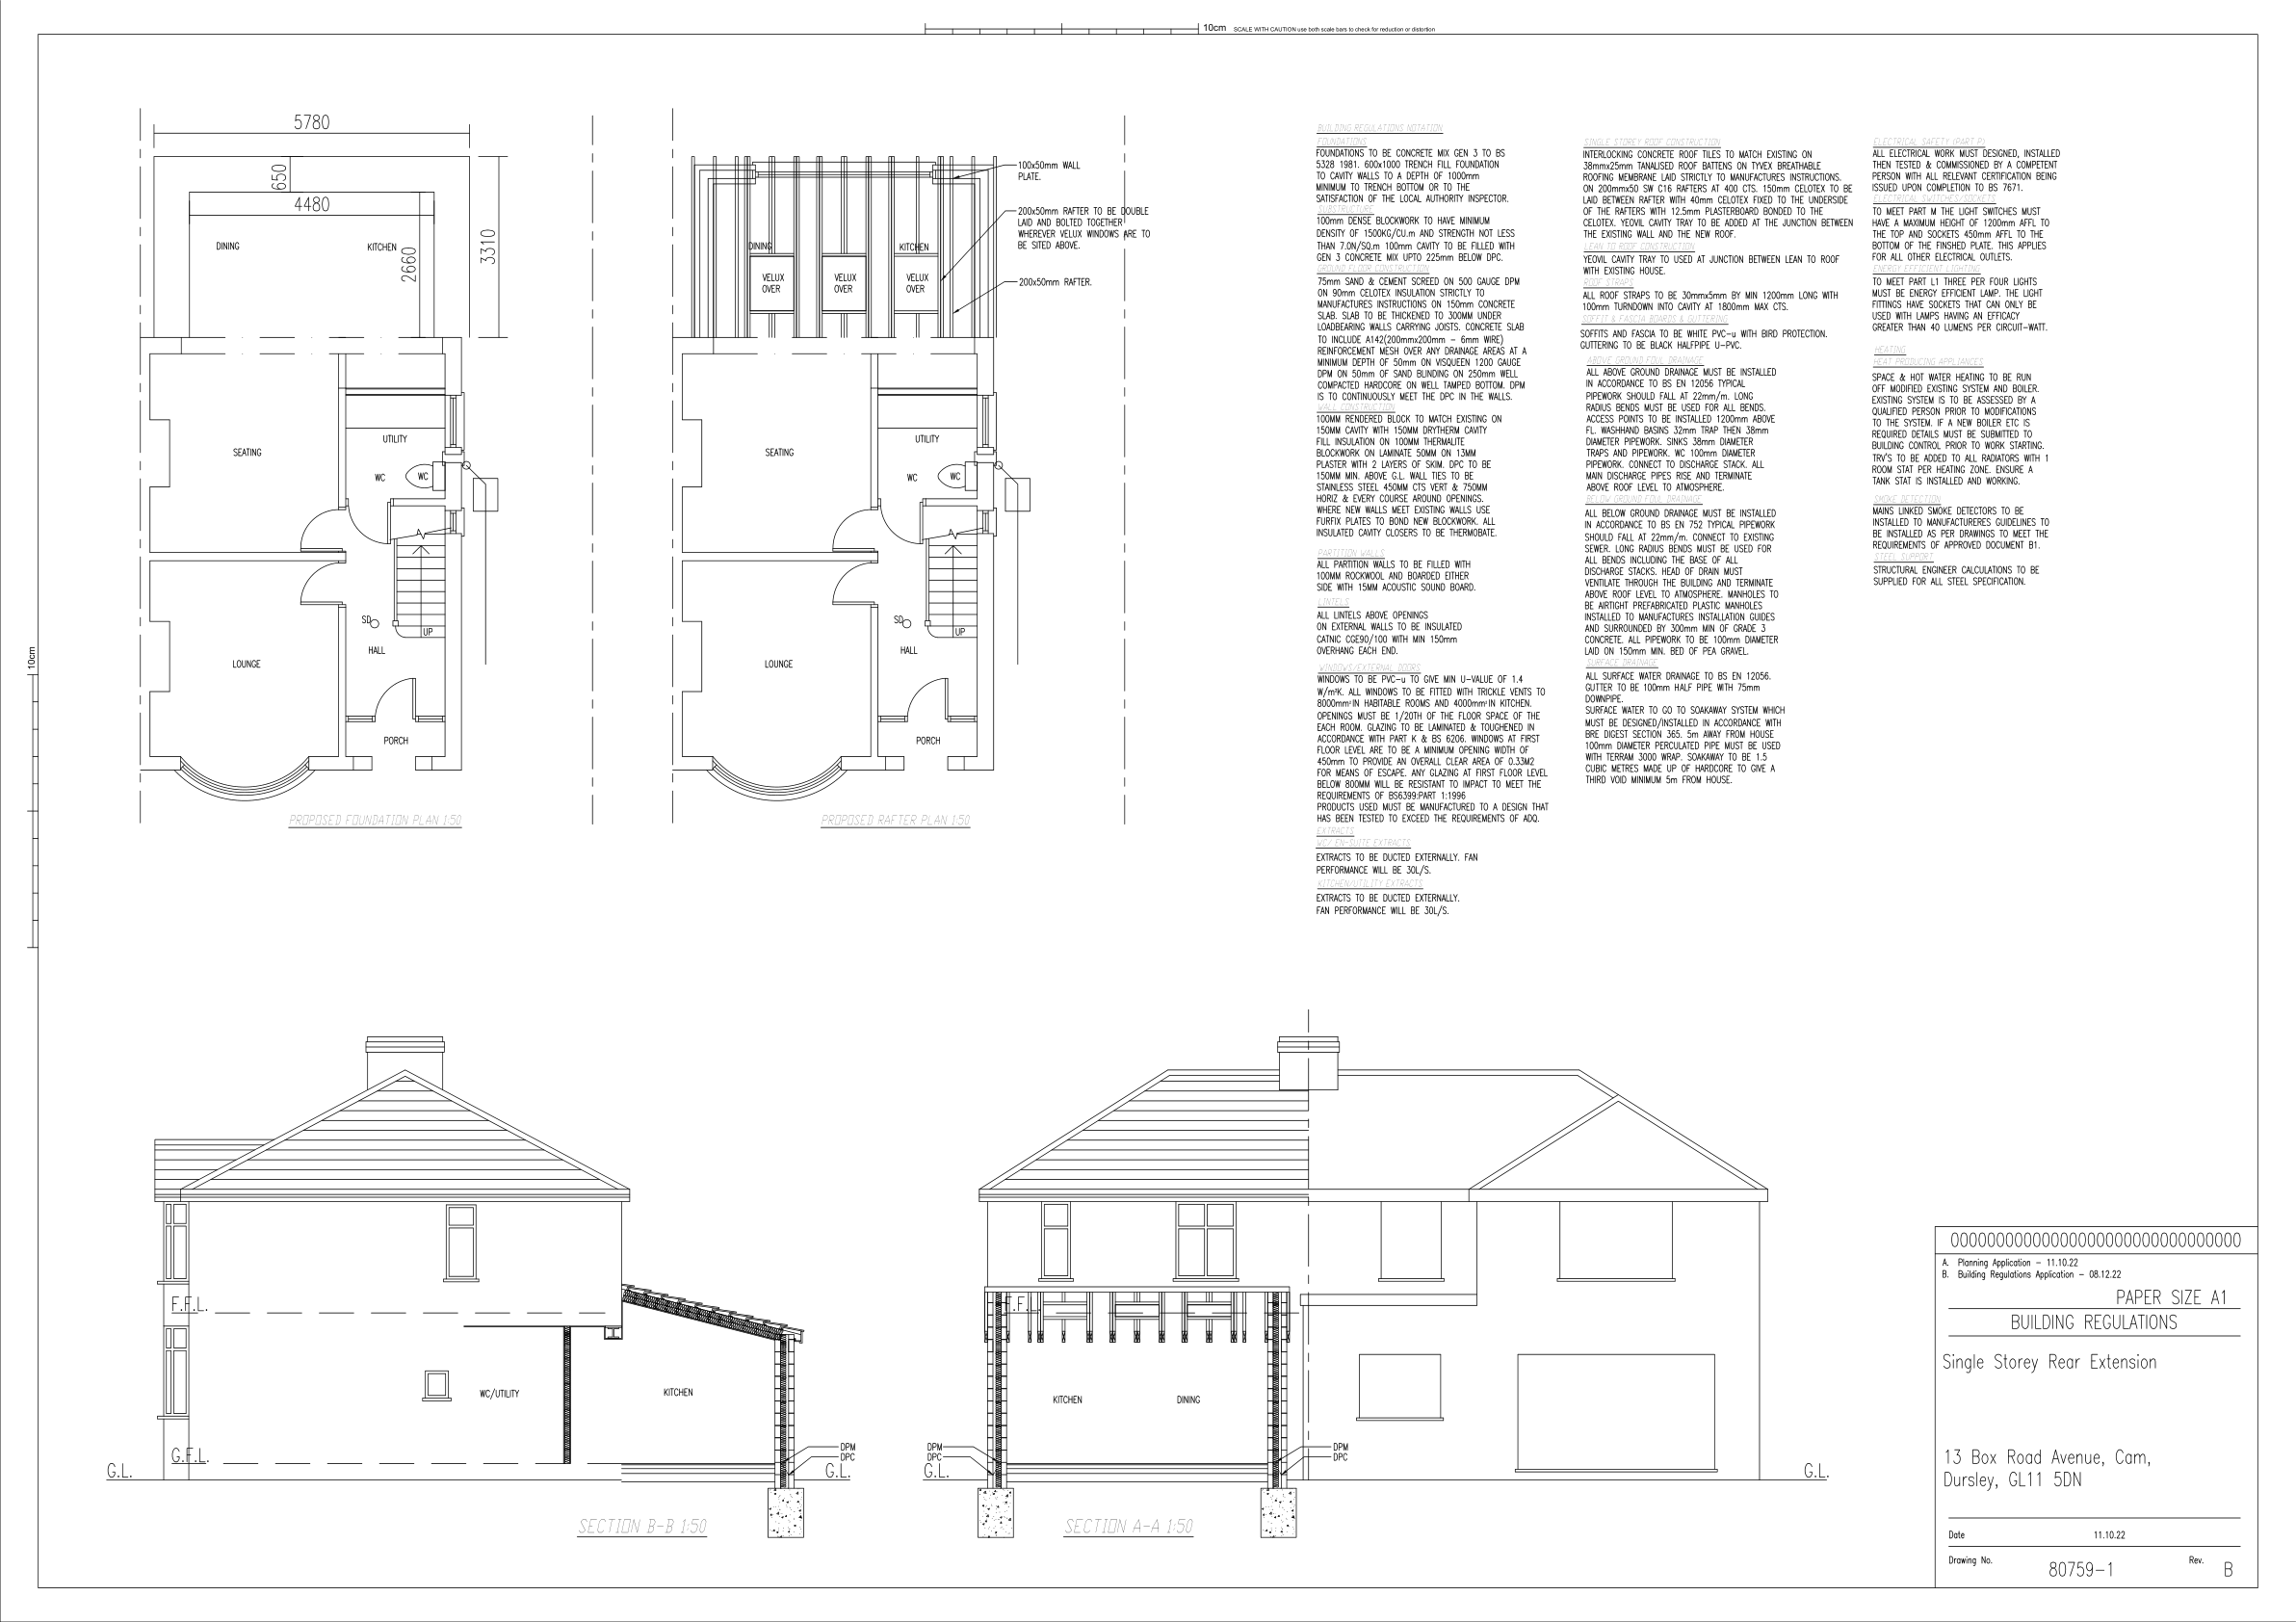 10cm SCALE WITH CAUTION use both scale bars to check for reduction or distortion
10cm
5780
650
4480
2660
3310
DINING
KITCHEN
SEATING
UTILITY
WC
WC
SD
UP
HALL
LOUNGE
PORCH
PROPOSED FOUNDATION PLAN 1:50
100x50mm WALL
PLATE.
200x50mm RAFTER TO BE DOUBLE
LAID AND BOLTED TOGETHER
WHEREVER VELUX WINDOWS ARE TO
BE SITED ABOVE.
200x50mm RAFTER.
DINING
KITCHEN
VELUX
OVER
VELUX
OVER
VELUX
OVER
SEATING
UTILITY
WC
WC
SD
UP
HALL
LOUNGE
PORCH
PROPOSED RAFTER PLAN 1:50
BUILDING REGULATIONS NOTATION
FOUNDATIONS
FOUNDATIONS TO BE CONCRETE MIX GEN 3 TO BS
5328 1981. 600x1000 TRENCH FILL FOUNDATION
TO CAVITY WALLS TO A DEPTH OF 1000mm
MINIMUM TO TRENCH BOTTOM OR TO THE
SATISFACTION OF THE LOCAL AUTHORITY INSPECTOR.
SUBSTRUCTURE
100mm DENSE BLOCKWORK TO HAVE MINIMUM
DENSITY OF 1500KG/CU.m AND STRENGTH NOT LESS
THAN 7.0N/SQ.m 100mm CAVITY TO BE FILLED WITH
GEN 3 CONCRETE MIX UPTO 225mm BELOW DPC.
GROUND FLOOR CONSTRUCTION
75mm SAND & CEMENT SCREED ON 500 GAUGE DPM
ON 90mm CELOTEX INSULATION STRICTLY TO
MANUFACTURES INSTRUCTIONS ON 150mm CONCRETE
SLAB. SLAB TO BE THICKENED TO 300MM UNDER
LOADBEARING WALLS CARRYING JOISTS. CONCRETE SLAB
TO INCLUDE A142(200mmx200mm - 6mm WIRE)
REINFORCEMENT MESH OVER ANY DRAINAGE AREAS AT A
MINIMUM DEPTH OF 50mm ON VISQUEEN 1200 GAUGE
DPM ON 50mm OF SAND BLINDING ON 250mm WELL
COMPACTED HARDCORE ON WELL TAMPED BOTTOM. DPM
IS TO CONTINUOUSLY MEET THE DPC IN THE WALLS.
WALL CONSTRUCTION
100MM RENDERED BLOCK TO MATCH EXISTING ON
150MM CAVITY WITH 150MM DRYTHERM CAVITY
FILL INSULATION ON 100MM THERMALITE
BLOCKWORK ON LAMINATE 50MM ON 13MM
PLASTER WITH 2 LAYERS OF SKIM. DPC TO BE
150MM MIN. ABOVE G.L. WALL TIES TO BE
STAINLESS STEEL 450MM CTS VERT & 750MM
HORIZ & EVERY COURSE AROUND OPENINGS.
WHERE NEW WALLS MEET EXISTING WALLS USE
FURFIX PLATES TO BOND NEW BLOCKWORK. ALL
INSULATED CAVITY CLOSERS TO BE THERMOBATE.
PARTITION WALLS
ALL PARTITION WALLS TO BE FILLED WITH
100MM ROCKWOOL AND BOARDED EITHER
SIDE WITH 15MM ACOUSTIC SOUND BOARD.
LINTELS
ALL LINTELS ABOVE OPENINGS
ON EXTERNAL WALLS TO BE INSULATED
CATNIC CGE90/100 WITH MIN 150mm
OVERHANG EACH END.
WINDOWS/EXTERNAL DOORS
WINDOWS TO BE PVC-u TO GIVE MIN U-VALUE OF 1.4
W/m²K. ALL WINDOWS TO BE FITTED WITH TRICKLE VENTS TO
8000mm² IN HABITABLE ROOMS AND 4000mm² IN KITCHEN.
OPENINGS MUST BE 1/20TH OF THE FLOOR SPACE OF THE
EACH ROOM. GLAZING TO BE LAMINATED & TOUGHENED IN
ACCORDANCE WITH PART K & BS 6206. WINDOWS AT FIRST
FLOOR LEVEL ARE TO BE A MINIMUM OPENING WIDTH OF
450mm TO PROVIDE AN OVERALL CLEAR AREA OF 0.33M2
FOR MEANS OF ESCAPE. ANY GLAZING AT FIRST FLOOR LEVEL
BELOW 800MM WILL BE RESISTANT TO IMPACT TO MEET THE
REQUIREMENTS OF BS6399:PART 1:1996
PRODUCTS USED MUST BE MANUFACTURED TO A DESIGN THAT
HAS BEEN TESTED TO EXCEED THE REQUIREMENTS OF ADQ.
EXTRACTS
WC/ EN-SUITE EXTRACTS
EXTRACTS TO BE DUCTED EXTERNALLY. FAN
PERFORMANCE WILL BE 30L/S.
KITCHEN/UTILITY EXTRACTS
EXTRACTS TO BE DUCTED EXTERNALLY.
FAN PERFORMANCE WILL BE 30L/S.
SINGLE STOREY ROOF CONSTRUCTION
INTERLOCKING CONCRETE ROOF TILES TO MATCH EXISTING ON
38mmx25mm TANALISED ROOF BATTENS ON TYVEX BREATHABLE
ROOFING MEMBRANE LAID STRICTLY TO MANUFACTURES INSTRUCTIONS.
ON 200mmx50 SW C16 RAFTERS AT 400 CTS. 150mm CELOTEX TO BE
LAID BETWEEN RAFTER WITH 40mm CELOTEX FIXED TO THE UNDERSIDE
OF THE RAFTERS WITH 12.5mm PLASTERBOARD BONDED TO THE
CELOTEX. YEOVIL CAVITY TRAY TO BE ADDED AT THE JUNCTION BETWEEN
THE EXISTING WALL AND THE NEW ROOF.
LEAN TO ROOF CONSTRUCTION
YEOVIL CAVITY TRAY TO USED AT JUNCTION BETWEEN LEAN TO ROOF
WITH EXISTING HOUSE.
ROOF STRAPS
ALL ROOF STRAPS TO BE 30mmx5mm BY MIN 1200mm LONG WITH
100mm TURNDOWN INTO CAVITY AT 1800mm MAX CTS.
SOFFIT & FASCIA BOARDS & GUTTERING
SOFFITS AND FASCIA TO BE WHITE PVC-u WITH BIRD PROTECTION.
GUTTERING TO BE BLACK HALFPIPE U-PVC.
ABOVE GROUND FOUL DRAINAGE
ALL ABOVE GROUND DRAINAGE MUST BE INSTALLED
IN ACCORDANCE TO BS EN 12056 TYPICAL
PIPEWORK SHOULD FALL AT 22mm/m. LONG
RADIUS BENDS MUST BE USED FOR ALL BENDS.
ACCESS POINTS TO BE INSTALLED 1200mm ABOVE
FL. WASHHAND BASINS 32mm TRAP THEN 38mm
DIAMETER PIPEWORK. SINKS 38mm DIAMETER
TRAPS AND PIPEWORK. WC 100mm DIAMETER
PIPEWORK. CONNECT TO DISCHARGE STACK. ALL
MAIN DISCHARGE PIPES RISE AND TERMINATE
ABOVE ROOF LEVEL TO ATMOSPHERE.
BELOW GROUND FOUL DRAINAGE
ALL BELOW GROUND DRAINAGE MUST BE INSTALLED
IN ACCORDANCE TO BS EN 752 TYPICAL PIPEWORK
SHOULD FALL AT 22mm/m. CONNECT TO EXISTING
SEWER. LONG RADIUS BENDS MUST BE USED FOR
ALL BENDS INCLUDING THE BASE OF ALL
DISCHARGE STACKS. HEAD OF DRAIN MUST
VENTILATE THROUGH THE BUILDING AND TERMINATE
ABOVE ROOF LEVEL TO ATMOSPHERE. MANHOLES TO
BE AIRTIGHT PREFABRICATED PLASTIC MANHOLES
INSTALLED TO MANUFACTURES INSTALLATION GUIDES
AND SURROUNDED BY 300mm MIN OF GRADE 3
CONCRETE. ALL PIPEWORK TO BE 100mm DIAMETER
LAID ON 150mm MIN. BED OF PEA GRAVEL.
SURFACE DRAINAGE
ALL SURFACE WATER DRAINAGE TO BS EN 12056.
GUTTER TO BE 100mm HALF PIPE WITH 75mm
DOWNPIPE.
SURFACE WATER TO GO TO SOAKAWAY SYSTEM WHICH
MUST BE DESIGNED/INSTALLED IN ACCORDANCE WITH
BRE DIGEST SECTION 365. 5m AWAY FROM HOUSE
100mm DIAMETER PERCULATED PIPE MUST BE USED
WITH TERRAM 3000 WRAP. SOAKAWAY TO BE 1.5
CUBIC METRES MADE UP OF HARDCORE TO GIVE A
THIRD VOID MINIMUM 5m FROM HOUSE.
ELECTRICAL SAFETY (PART P)
ALL ELECTRICAL WORK MUST DESIGNED, INSTALLED
THEN TESTED & COMMISSIONED BY A COMPETENT
PERSON WITH ALL RELEVANT CERTIFICATION BEING
ISSUED UPON COMPLETION TO BS 7671.
ELECTRICAL SWITCHES/SOCKETS
TO MEET PART M THE LIGHT SWITCHES MUST
HAVE A MAXIMUM HEIGHT OF 1200mm AFFL TO
THE TOP AND SOCKETS 450mm AFFL TO THE
BOTTOM OF THE FINSHED PLATE. THIS APPLIES
FOR ALL OTHER ELECTRICAL OUTLETS.
ENERGY EFFICIENT LIGHTING
TO MEET PART L1 THREE PER FOUR LIGHTS
MUST BE ENERGY EFFICIENT LAMP. THE LIGHT
FITTINGS HAVE SOCKETS THAT CAN ONLY BE
USED WITH LAMPS HAVING AN EFFICACY
GREATER THAN 40 LUMENS PER CIRCUIT-WATT.
HEATING
HEAT PRODUCING APPLIANCES
SPACE & HOT WATER HEATING TO BE RUN
OFF MODIFIED EXISTING SYSTEM AND BOILER.
EXISTING SYSTEM IS TO BE ASSESSED BY A
QUALIFIED PERSON PRIOR TO MODIFICATIONS
TO THE SYSTEM. IF A NEW BOILER ETC IS
REQUIRED DETAILS MUST BE SUBMITTED TO
BUILDING CONTROL PRIOR TO WORK STARTING.
TRV'S TO BE ADDED TO ALL RADIATORS WITH 1
ROOM STAT PER HEATING ZONE. ENSURE A
TANK STAT IS INSTALLED AND WORKING.
SMOKE DETECTION
MAINS LINKED SMOKE DETECTORS TO BE
INSTALLED TO MANUFACTURERES GUIDELINES TO
BE INSTALLED AS PER DRAWINGS TO MEET THE
REQUIREMENTS OF APPROVED DOCUMENT B1.
STEEL SUPPORT
STRUCTURAL ENGINEER CALCULATIONS TO BE
SUPPLIED FOR ALL STEEL SPECIFICATION.
F.F.L.
WC/UTILITY
KITCHEN
G.F.L.
G.L.
DPM
DPC
G.L.
SECTION B-B 1:50
F.F.L.
KITCHEN
DINING
DPM
DPC
G.L.
DPM
DPC
G.L.
SECTION A-A 1:50
00000000000000000000000000000000
A. Planning Application - 11.10.22
B. Building Regulations Application - 08.12.22
PAPER SIZE A1
BUILDING REGULATIONS
Single Storey Rear Extension
13 Box Road Avenue, Cam,
Dursley, GL11 5DN
Date 11.10.22
Drawing No. 80759-1 Rev. B